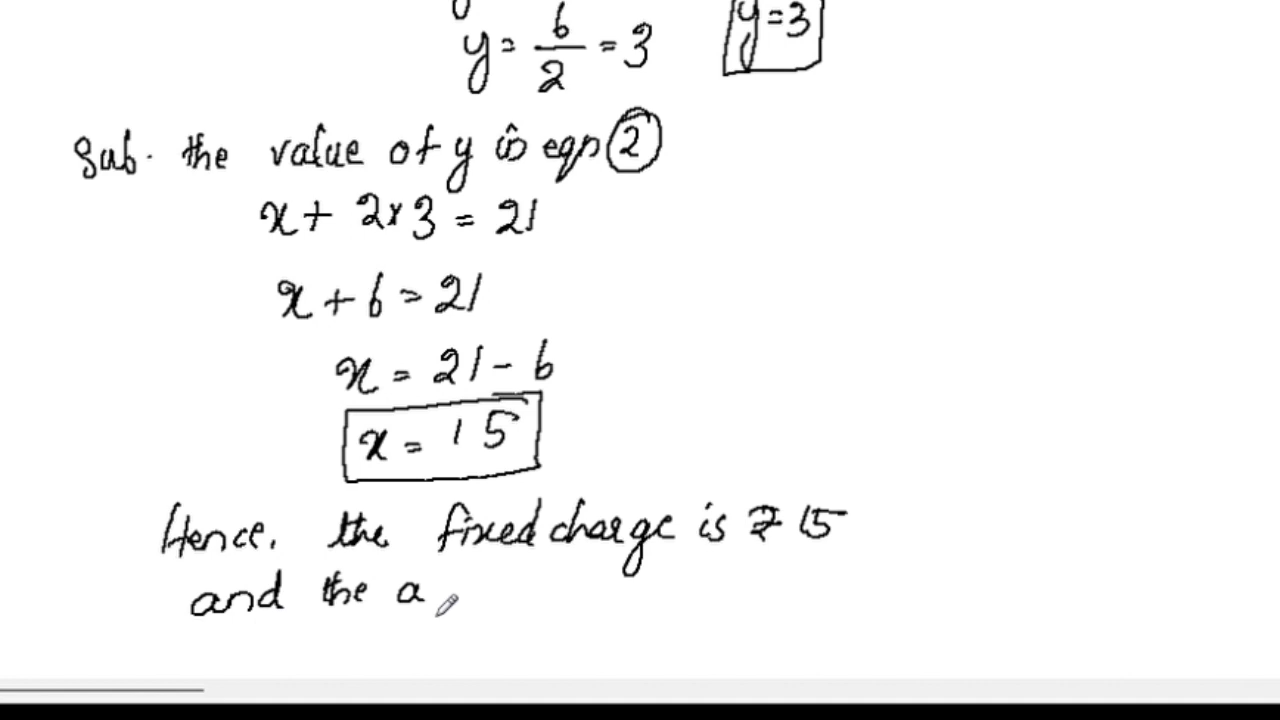 y = 6/2 = 3 y = 3
Sub. the value of y in eqn 2
x + 2×3 = 21
x + 6 = 21
x = 21 - 6
x = 15
Hence, the fixed charge is ₹ 15
and the a